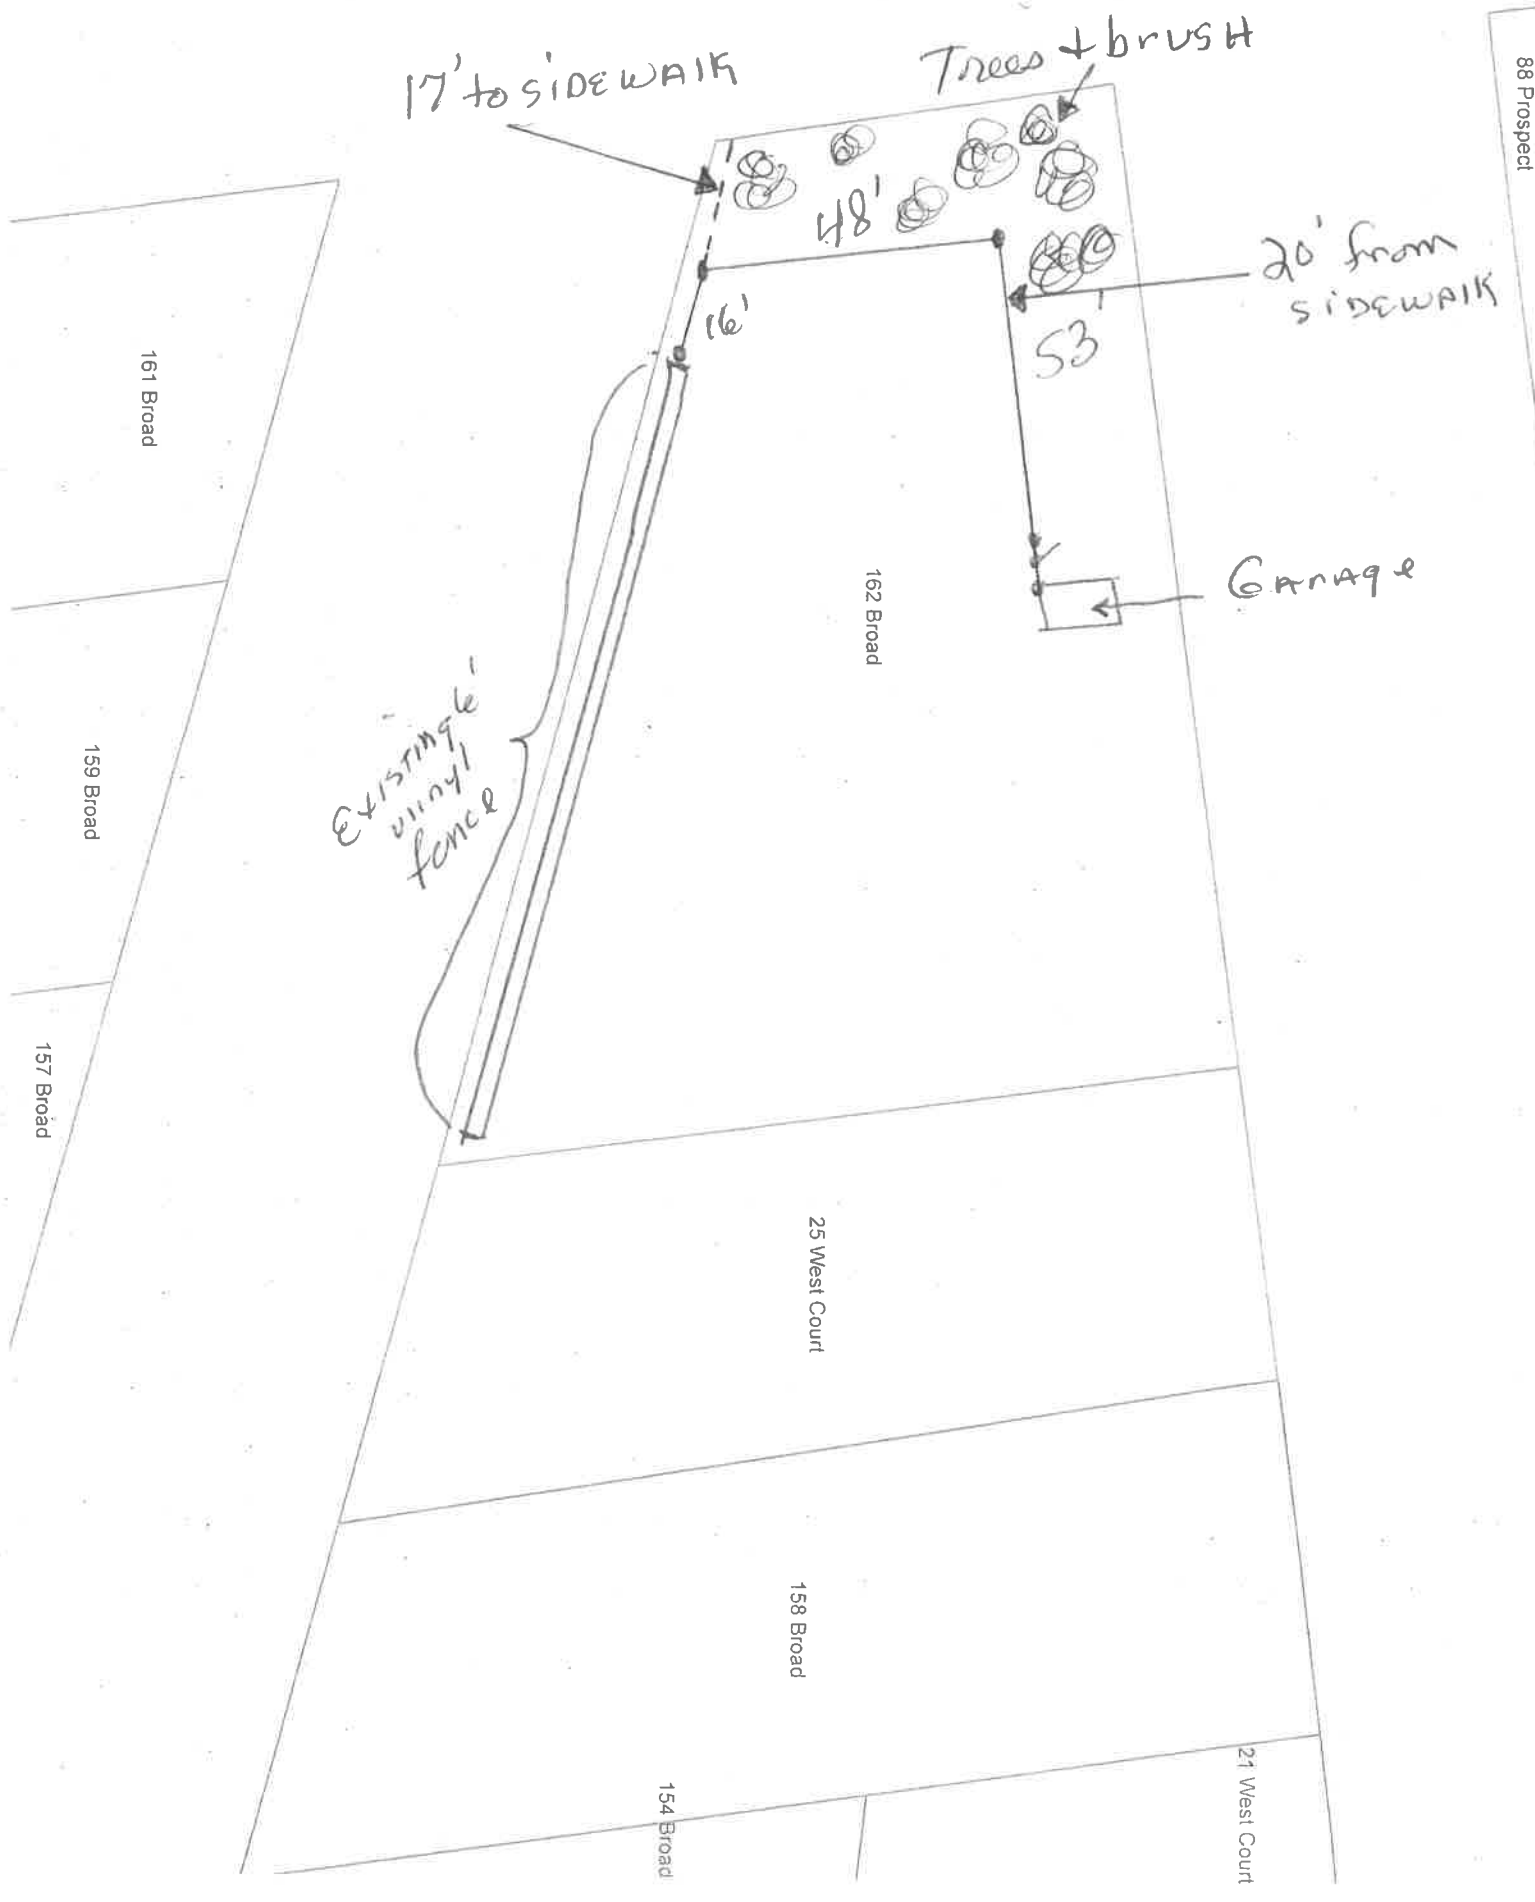 17' to SIDEWALK
Trees + brUSH
88 Prospect
48'
20' from
SIDEWALK
16'
53'
161 Broad
162 Broad
GArAge
Existing 6'
vinyl
fence
159 Broad
157 Broad
25 West Court
158 Broad
21 West Court
154 Broad